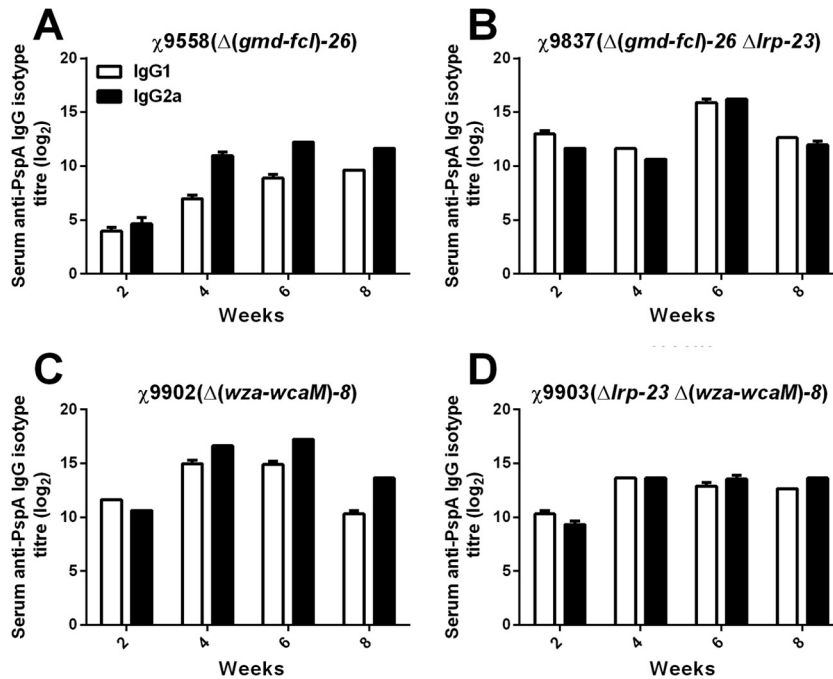 A
χ9558(Δ(gmd-fcl)-26)
Serum anti-PspA IgG isotype
titre (log2)
20
15
10
5
0
IgG1
IgG2a
2
4
6
8
Weeks
B
χ9837(Δ(gmd-fcl)-26 Δlrp-23)
Serum anti-PspA IgG isotype
titre (log2)
20
15
10
5
0
2
4
6
8
Weeks
C
χ9902(Δ(wza-wcaM)-8)
Serum anti-PspA IgG isotype
titre (log2)
20
15
10
5
0
2
4
6
8
Weeks
D
χ9903(Δlrp-23 Δ(wza-wcaM)-8)
Serum anti-PspA IgG isotype
titre (log2)
20
15
10
5
0
2
4
6
8
Weeks